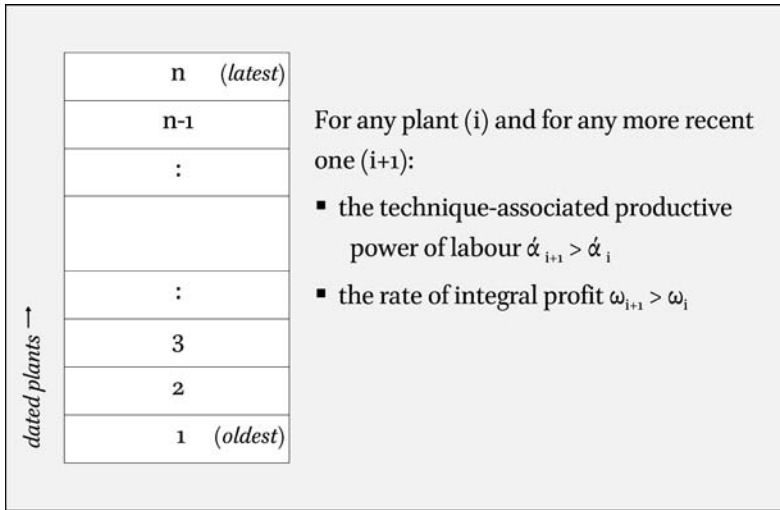 n (latest)
n-1
:
:
3
2
1 (oldest)
dated plants →
For any plant (i) and for any more recent
one (i+1):
▪ the technique-associated productive
power of labour ά i+1 > ά i
▪ the rate of integral profit ωi+1 > ωi